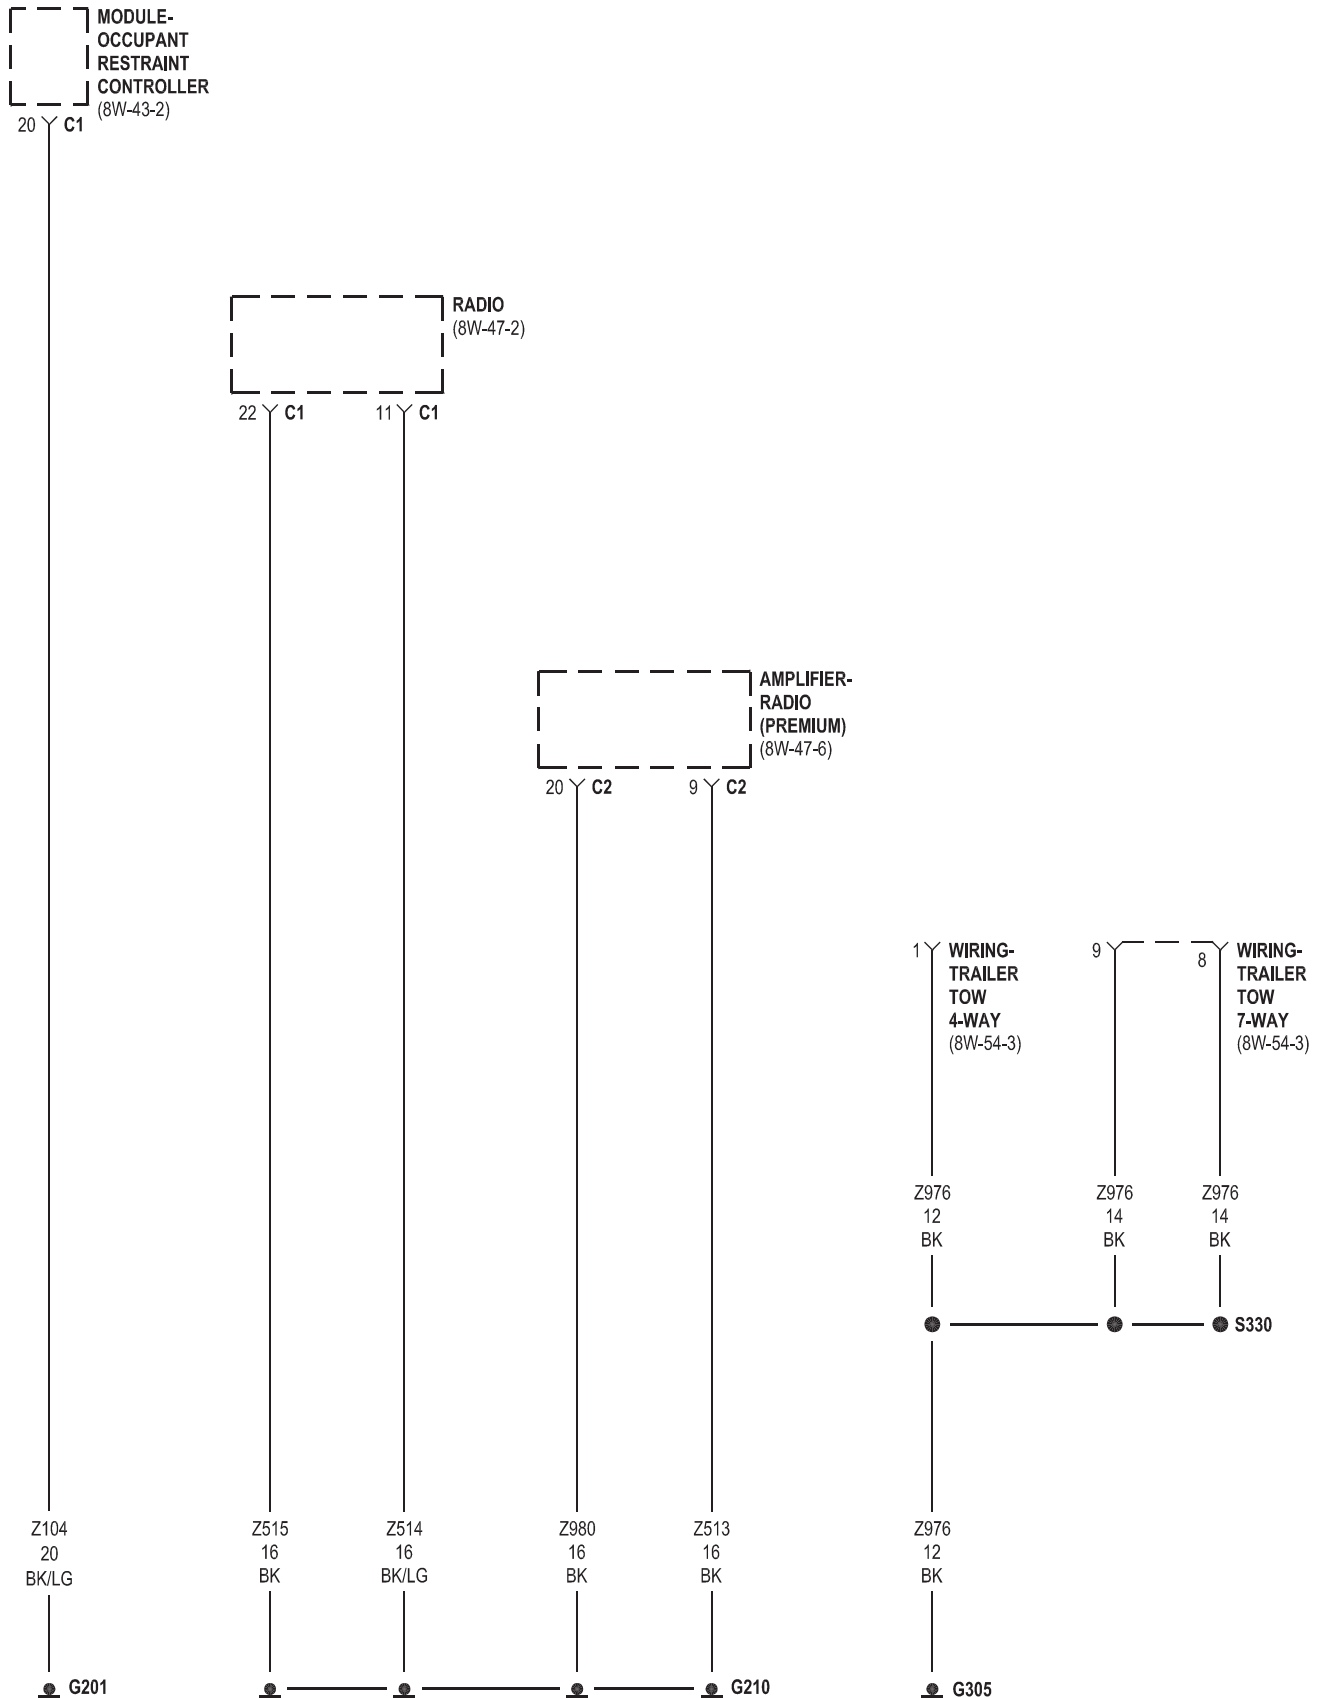 MODULE-
OCCUPANT
RESTRAINT
CONTROLLER
(8W-43-2)
20 C1
RADIO
(8W-47-2)
22 C1
11 C1
AMPLIFIER-
RADIO
(PREMIUM)
(8W-47-6)
20 C2
9 C2
1
WIRING-
TRAILER
TOW
4-WAY
(8W-54-3)
9
8
WIRING-
TRAILER
TOW
7-WAY
(8W-54-3)
Z976
12
BK
Z976
14
BK
Z976
14
BK
S330
Z104
20
BK/LG
Z515
16
BK
Z514
16
BK/LG
Z980
16
BK
Z513
16
BK
Z976
12
BK
G201
G210
G305